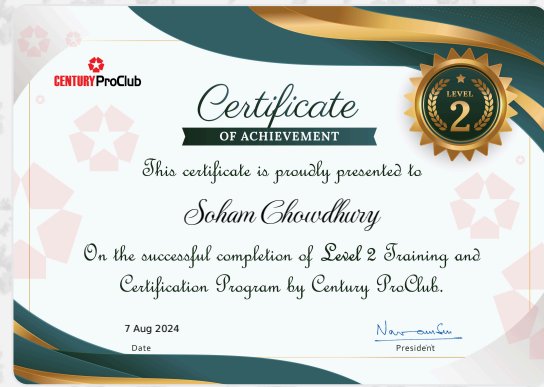 CENTURY ProClub
Certificate
OF ACHIEVEMENT
LEVEL
2
This certificate is proudly presented to
Soham Chowdhury
On the successful completion of Level 2 Training and
Certification Program by Century ProClub.
7 Aug 2024
Date
President